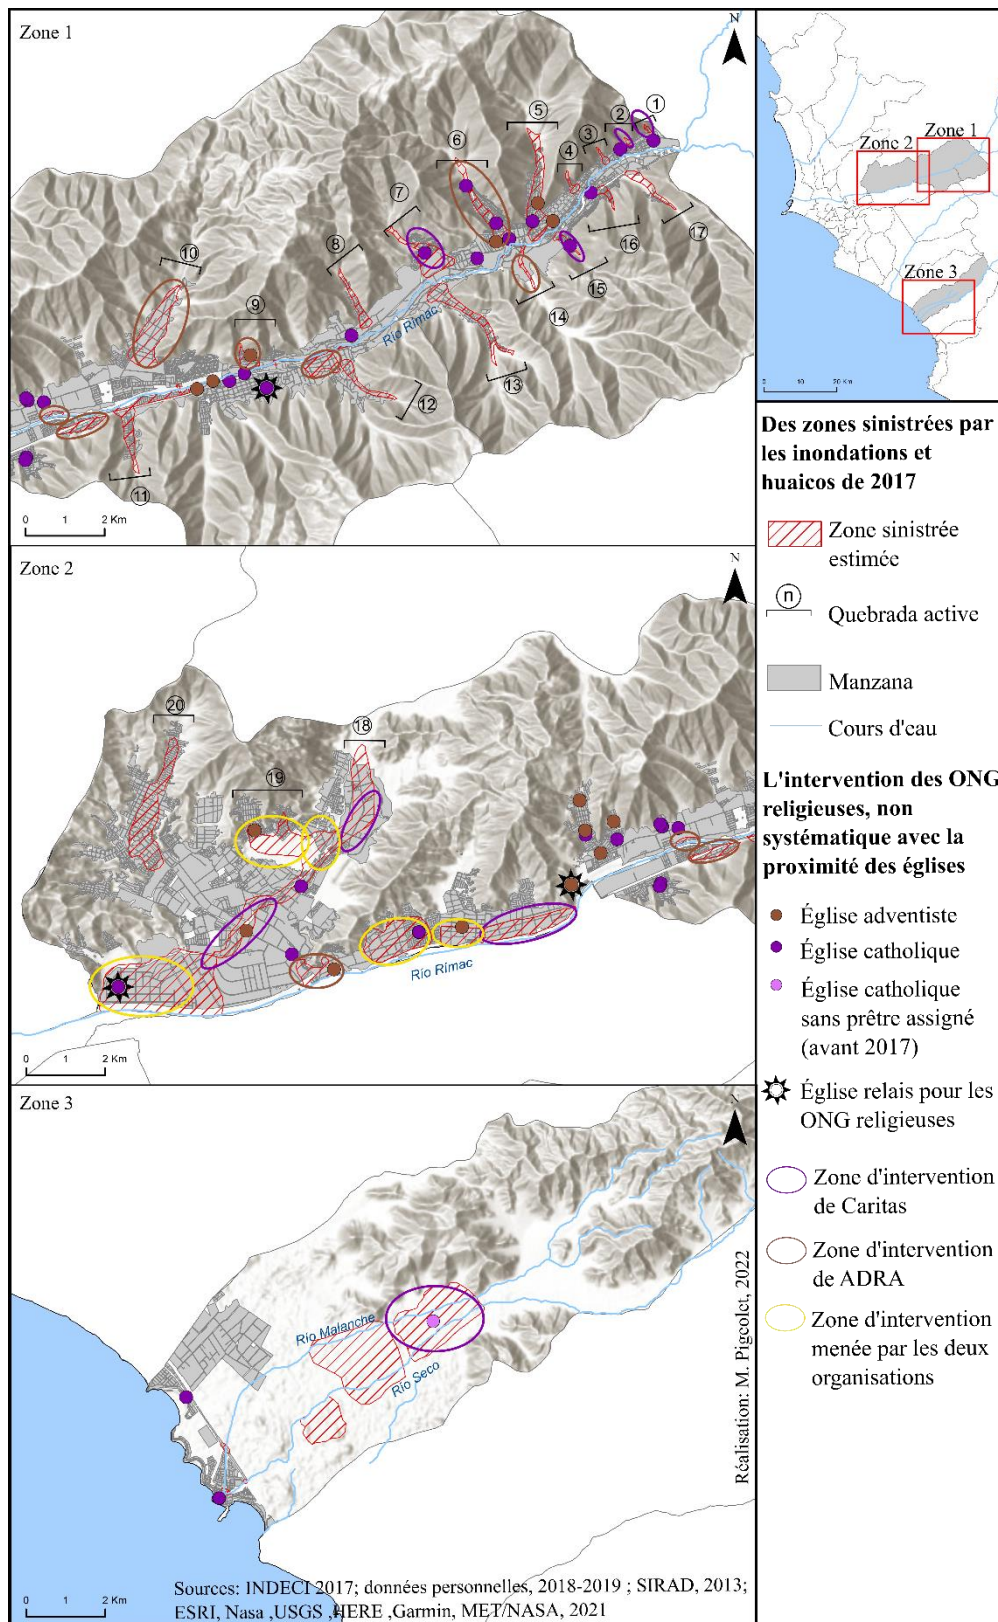 Zone 1
N
1
2
3
4
5
6
7
8
9
10
11
12
13
14
15
16
17
Río Rímac
0 1 2 Km
Zone 2
N
18
19
20
Río Rímac
0 1 2 Km
Zone 3
N
Río Malanche
Río Seco
0 1 2 Km
Sources: INDECI 2017; données personnelles, 2018-2019 ; SIRAD, 2013;
ESRI, Nasa ,USGS ,HERE ,Garmin, MET/NASA, 2021
Réalisation: M. Pigeolet, 2022
Zone 1
Zone 2
Zone 3
0 10 20 Km
Des zones sinistrées par
les inondations et
huaicos de 2017
Zone sinistrée
estimée
n
Quebrada active
Manzana
Cours d'eau
L'intervention des ONG
religieuses, non
systématique avec la
proximité des églises
Église adventiste
Église catholique
Église catholique
sans prêtre assigné
(avant 2017)
Église relais pour les
ONG religieuses
Zone d'intervention
de Caritas
Zone d'intervention
de ADRA
Zone d'intervention
menée par les deux
organisations